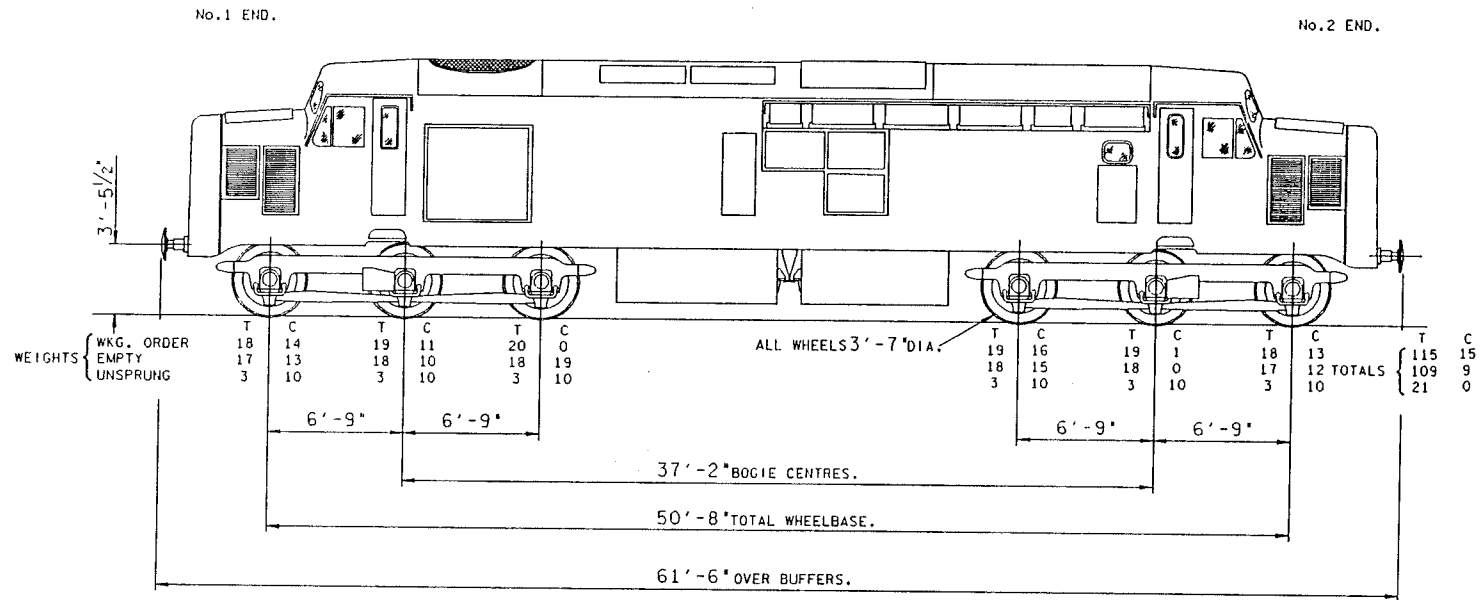 No.1 END.
No.2 END.
3'-5½"
T C T C T C T C T C T C T C
WEIGHTS WKG. ORDER 18 14 19 11 20 0 ALL WHEELS 3'-7" DIA. 19 16 19 1 18 13 TOTALS 115 15
EMPTY 17 13 18 10 18 19 18 15 18 0 17 12 109 9
UNSPRUNG 3 10 3 10 3 10 3 10 3 10 3 10 21 0
6'-9" 6'-9" 6'-9" 6'-9"
37'-2" BOGIE CENTRES.
50'-8" TOTAL WHEELBASE.
61'-6" OVER BUFFERS.